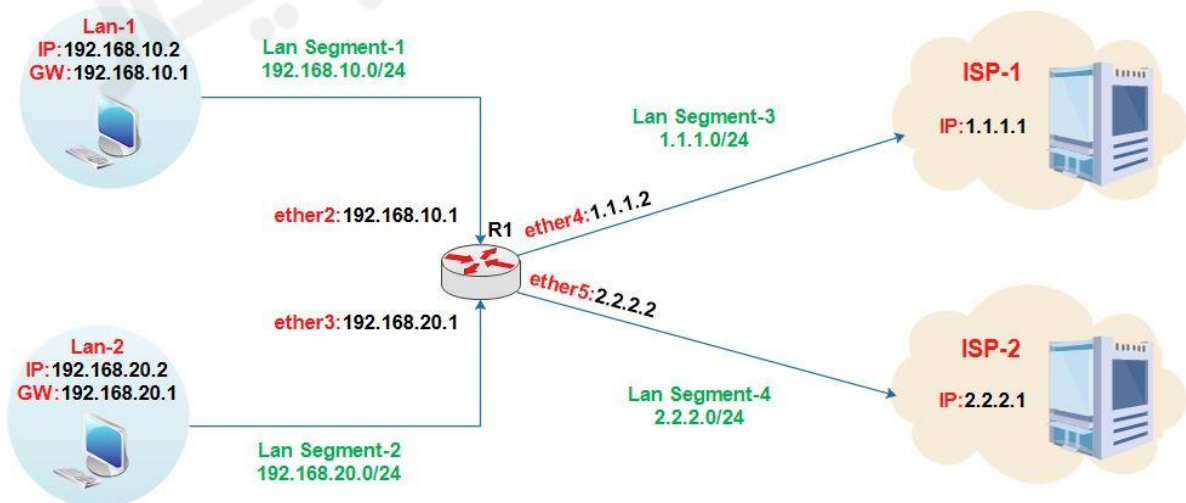 Lan-1
IP:192.168.10.2
GW:192.168.10.1
Lan Segment-1
192.168.10.0/24
ISP-1
IP:1.1.1.1
Lan Segment-3
1.1.1.0/24
ether2:192.168.10.1
R1
ether4:1.1.1.2
ether5:2.2.2.2
ether3:192.168.20.1
Lan-2
IP:192.168.20.2
GW:192.168.20.1
Lan Segment-2
192.168.20.0/24
Lan Segment-4
2.2.2.0/24
ISP-2
IP:2.2.2.1